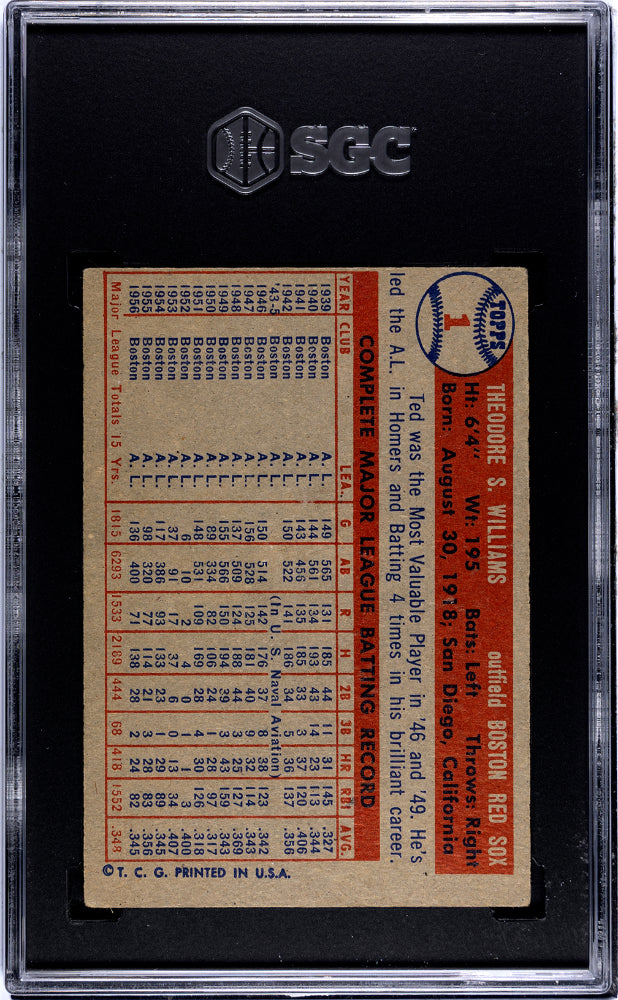 SGC
TOPPS
1
THEODORE S. WILLIAMS outfield BOSTON RED SOX
Ht: 6'4" Wt: 195 Bats: Left Throws: Right
Born: August 30, 1918; San Diego, California
Ted was the Most Valuable Player in '46 and '49. He's
led the A.L. in Homers and Batting 4 times in his brilliant career.
COMPLETE MAJOR LEAGUE BATTING RECORD
YEAR CLUB LEA. G AB R H 2B 3B HR RBI AVG.
1939 Boston A. L. 149 565 131 185 44 11 31 145 .327
1940 Boston A. L. 144 561 134 193 43 14 23 113 .344
1941 Boston A. L. 143 456 135 185 33 3 37 120 .406
1942 Boston A. L. 150 522 141 186 34 5 36 137 .356
'43-5 Boston (In U. S. Naval Aviation)
1946 Boston A. L. 150 514 142 176 37 8 38 123 .342
1947 Boston A. L. 156 528 125 181 40 9 32 114 .343
1948 Boston A. L. 137 509 124 188 44 3 25 127 .369
1949 Boston A. L. 155 566 150 194 39 3 43 159 .343
1950 Boston A. L. 89 334 82 106 24 1 28 97 .317
1951 Boston A. L. 148 531 109 169 28 4 30 126 .318
1952 Boston A. L. 6 10 2 4 0 1 1 3 .400
1953 Boston A. L. 37 91 17 37 6 0 13 34 .407
1954 Boston A. L. 117 386 93 133 23 1 29 89 .345
1955 Boston A. L. 98 320 77 114 21 3 28 83 .356
1956 Boston A. L. 136 400 71 138 28 2 24 82 .345
Major League Totals 15 Yrs. 1815 6293 1533 2189 444 68 418 1552 .348
© T. C. G. PRINTED IN U.S.A.